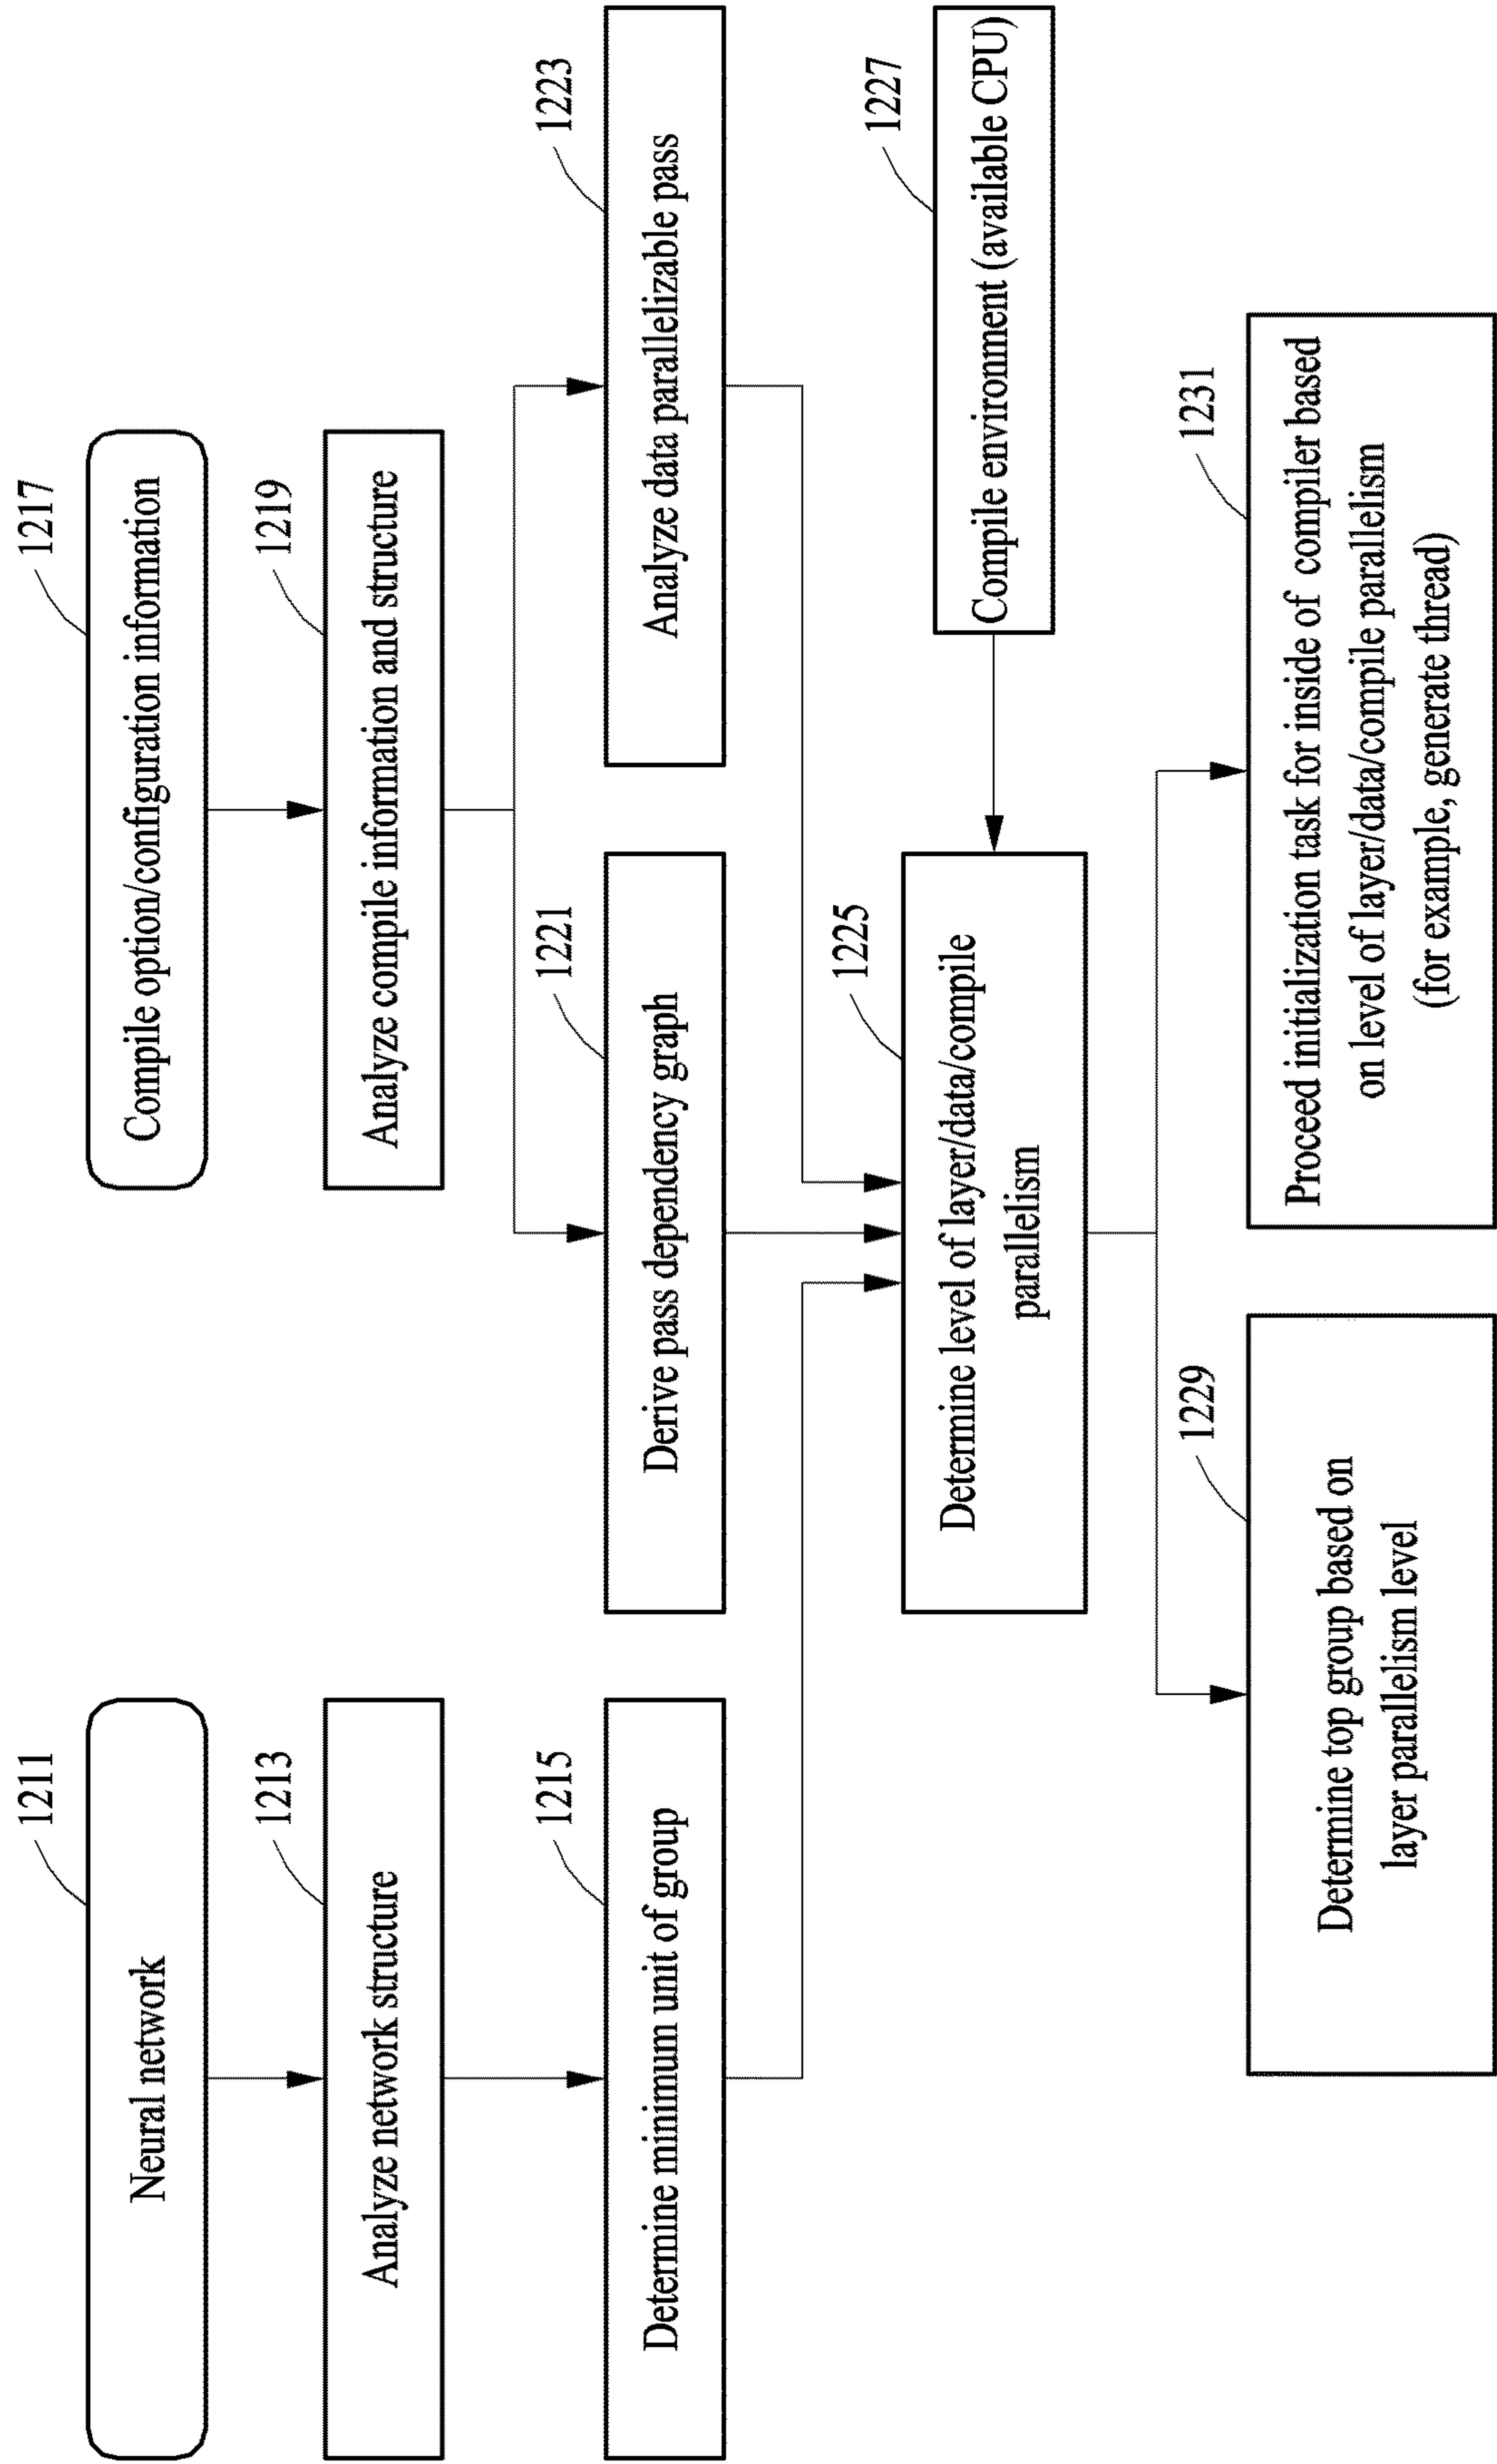 1211
Neural network
1217
Compile option/configuration information
1213
Analyze network structure
1219
Analyze compile information and structure
1215
Determine minimum unit of group
1221
Derive pass dependency graph
1223
Analyze data parallelizable pass
1225
Determine level of layer/data/compile
parallelism
1227
Compile environment (available CPU)
1229
Determine top group based on
layer parallelism level
1231
Proceed initialization task for inside of compiler based
on level of layer/data/compile parallelism
(for example, generate thread)